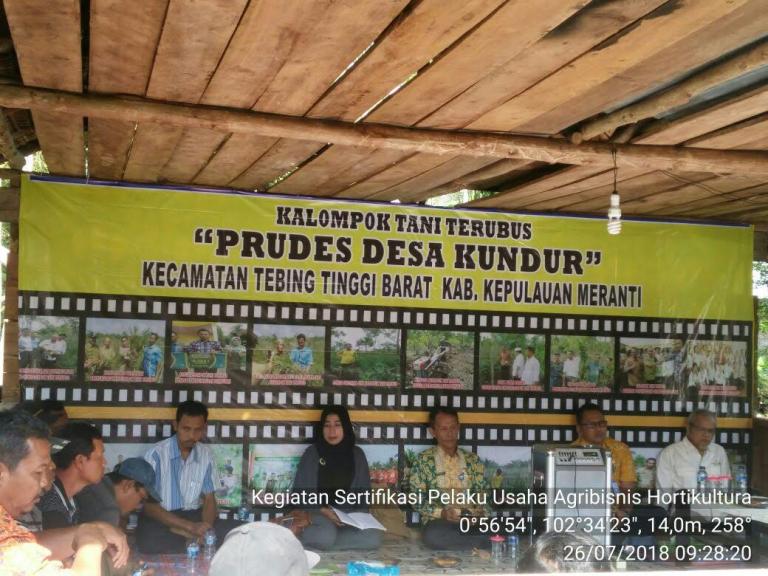 KALOMPOK TANI TERUBUS
“PRUDES DESA KUNDUR”
KECAMATAN TEBING TINGGI BARAT KAB. KEPULAUAN MERANTI
Kegiatan Sertifikasi Pelaku Usaha Agribisnis Hortikultura
0°56'54", 102°34'23", 14,0m, 258°
26/07/2018 09:28:20